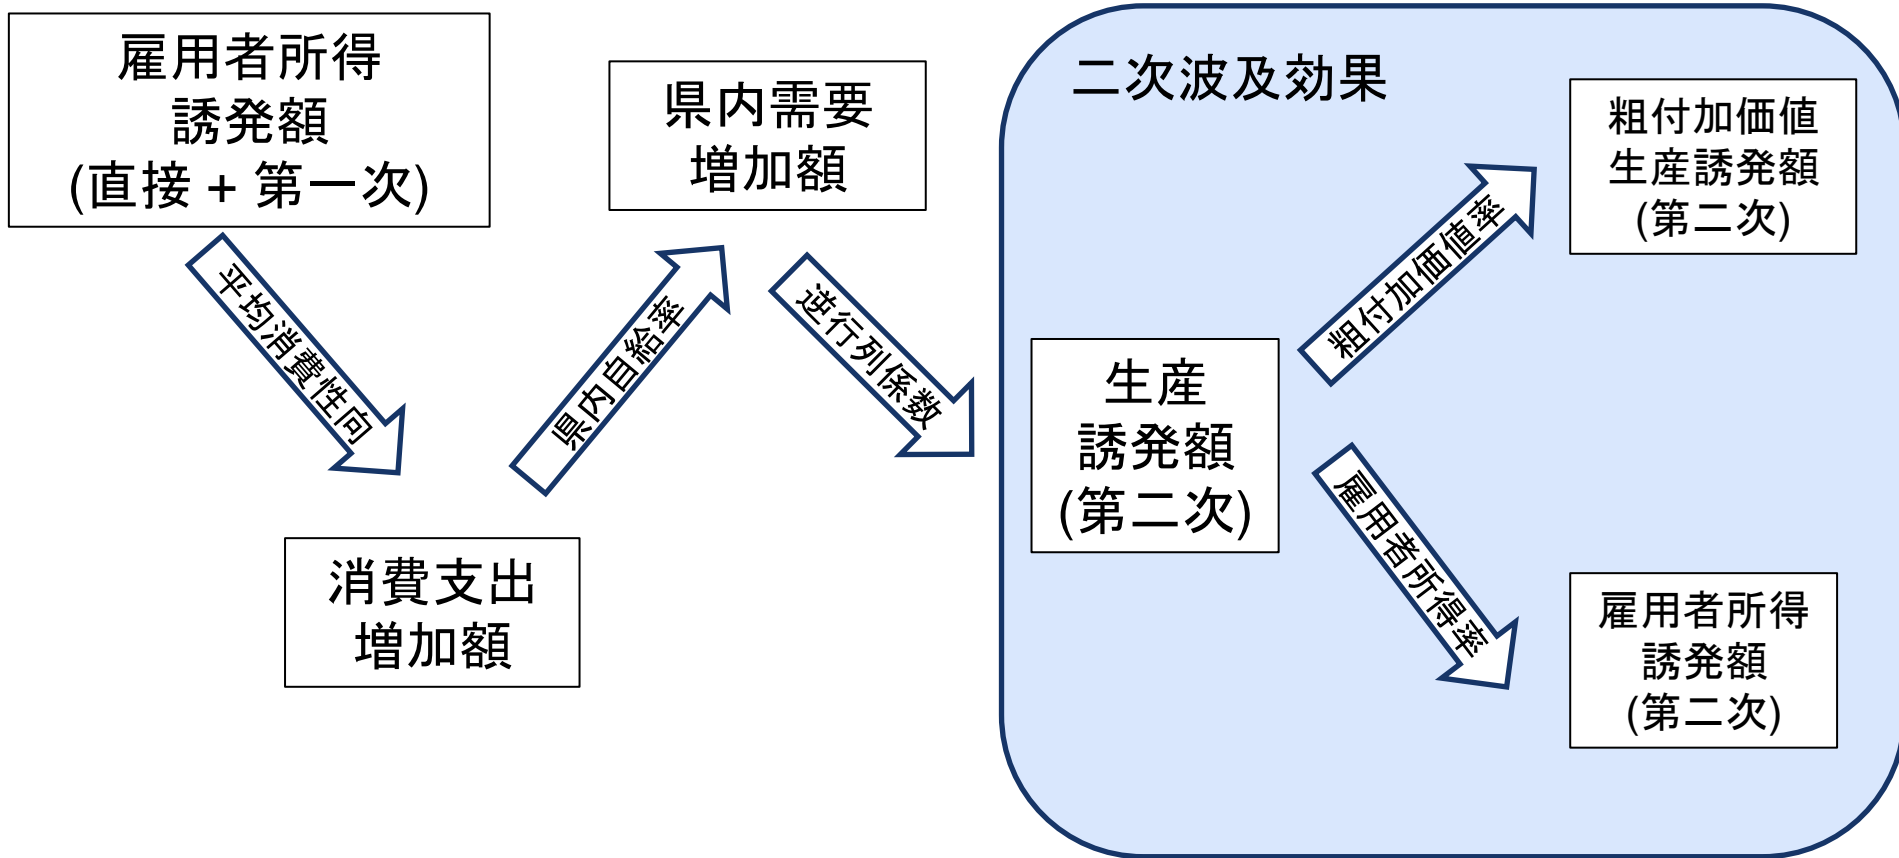 雇用者所得
誘発額
(直接 + 第一次)
平均消費性向
消費支出
増加額
県内自給率
県内需要
増加額
逆行列係数
二次波及効果
生産
誘発額
(第二次)
粗付加価値率
粗付加価値
生産誘発額
(第二次)
雇用者所得率
雇用者所得
誘発額
(第二次)